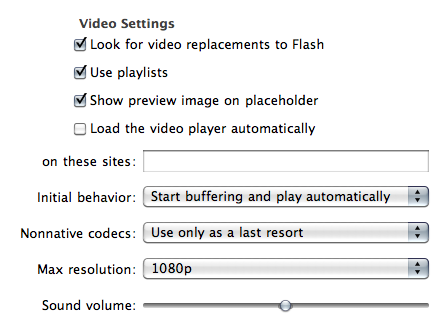 Video Settings
Look for video replacements to Flash
Use playlists
Show preview image on placeholder
Load the video player automatically
on these sites:
Initial behavior: Start buffering and play automatically
Nonnative codecs: Use only as a last resort
Max resolution: 1080p
Sound volume: